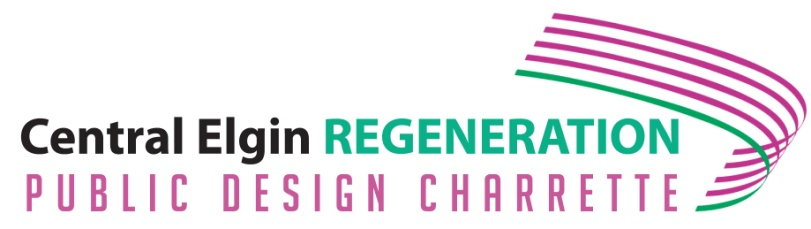 Central Elgin REGENERATION
PUBLIC DESIGN CHARRETTE